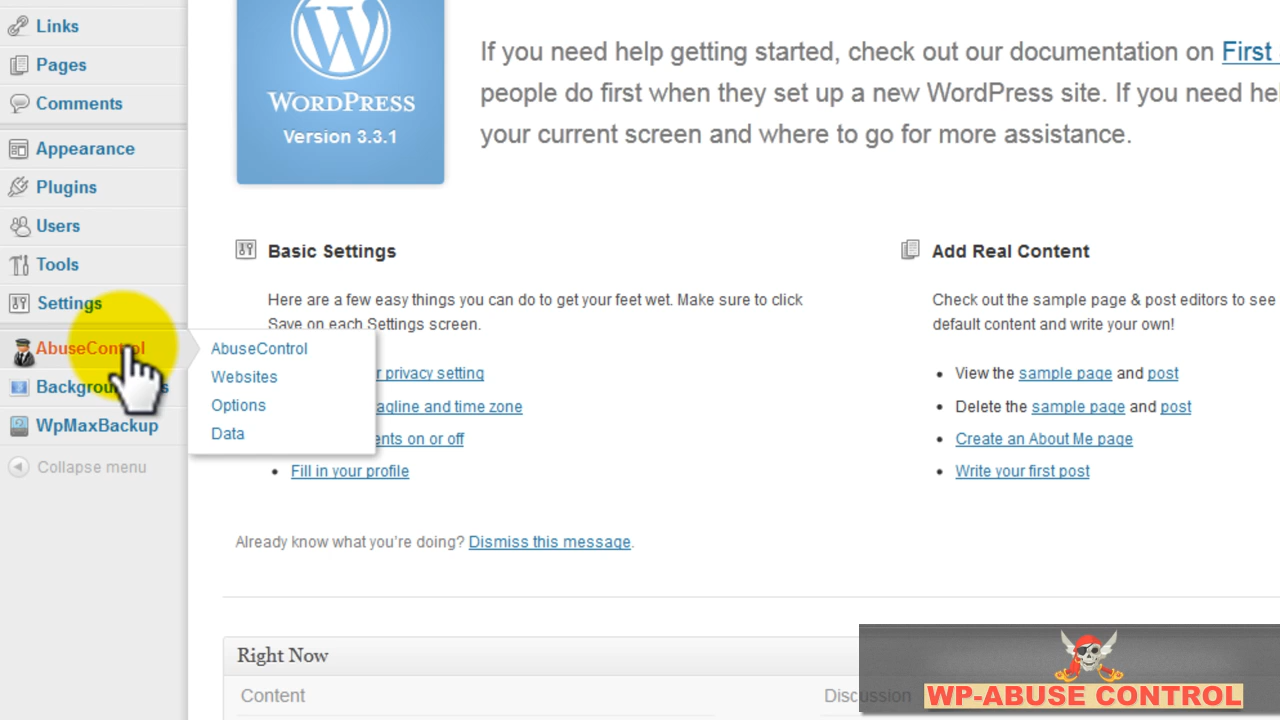 Links
Pages
Comments
Appearance
Plugins
Users
Tools
Settings
AbuseControl
WpMaxBackup
Collapse menu
AbuseControl
Websites
Options
Data
WORDPRESS
Version 3.3.1
If you need help getting started, check out our documentation on First
people do first when they set up a new WordPress site. If you need
your current screen and where to go for more assistance.
Basic Settings
Here are a few easy things you can do to get your feet wet. Make sure to click
Save on each Settings screen.
privacy setting
and time zone
on or off
• Fill in your profile
Add Real Content
Check out the sample page & post editors to see
default content and write your own!
• View the sample page and post
• Delete the sample page and post
• Create an About Me page
• Write your first post
Already know what you're doing? Dismiss this message.
Right Now
Content
Discussion
WP-ABUSE CONTROL